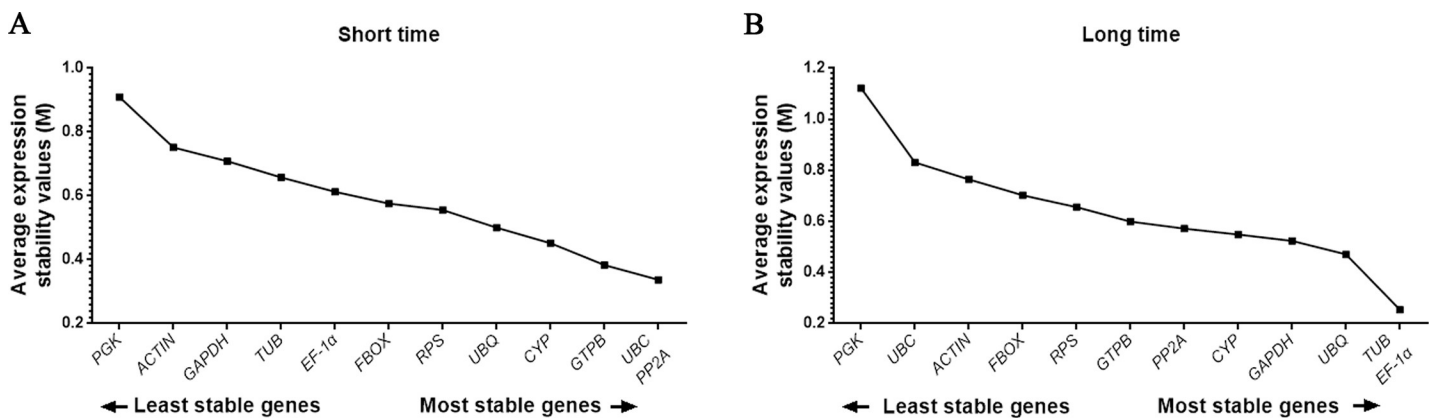 A
Short time
Average expression
stability values (M)
1.0
0.8
0.6
0.4
0.2
PGK
ACTIN
GAPDH
TUB
EF-1α
FBOX
RPS
UBQ
CYP
GTPB
UBC
PP2A
Least stable genes
Most stable genes
B
Long time
Average expression
stability values (M)
1.2
1.0
0.8
0.6
0.4
0.2
PGK
UBC
ACTIN
FBOX
RPS
GTPB
PP2A
CYP
GAPDH
UBQ
TUB
EF-1α
Least stable genes
Most stable genes